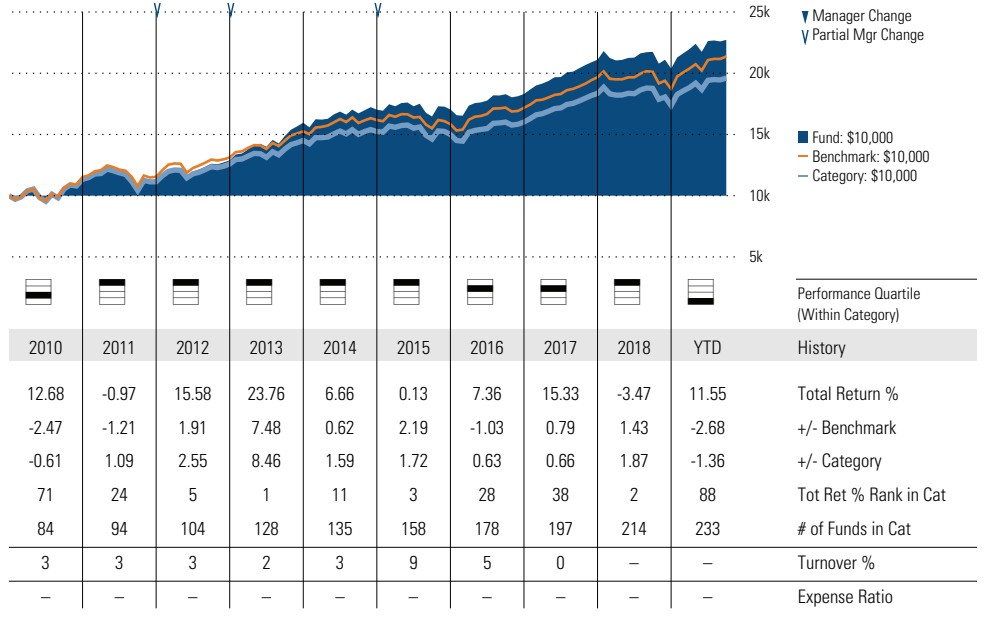 25k
20k
15k
10k
5k
Manager Change
Partial Mgr Change
Fund: $10,000
Benchmark: $10,000
Category: $10,000
Performance Quartile
(Within Category)
2010 2011 2012 2013 2014 2015 2016 2017 2018 YTD History
12.68 -0.97 15.58 23.76 6.66 0.13 7.36 15.33 -3.47 11.55 Total Return %
-2.47 -1.21 1.91 7.48 0.62 2.19 -1.03 0.79 1.43 -2.68 +/- Benchmark
-0.61 1.09 2.55 8.46 1.59 1.72 0.63 0.66 1.87 -1.36 +/- Category
71 24 5 1 11 3 28 38 2 88 Tot Ret % Rank in Cat
84 94 104 128 135 158 178 197 214 233 # of Funds in Cat
3 3 3 2 3 9 5 0 – – Turnover %
– – – – – – – – – – Expense Ratio